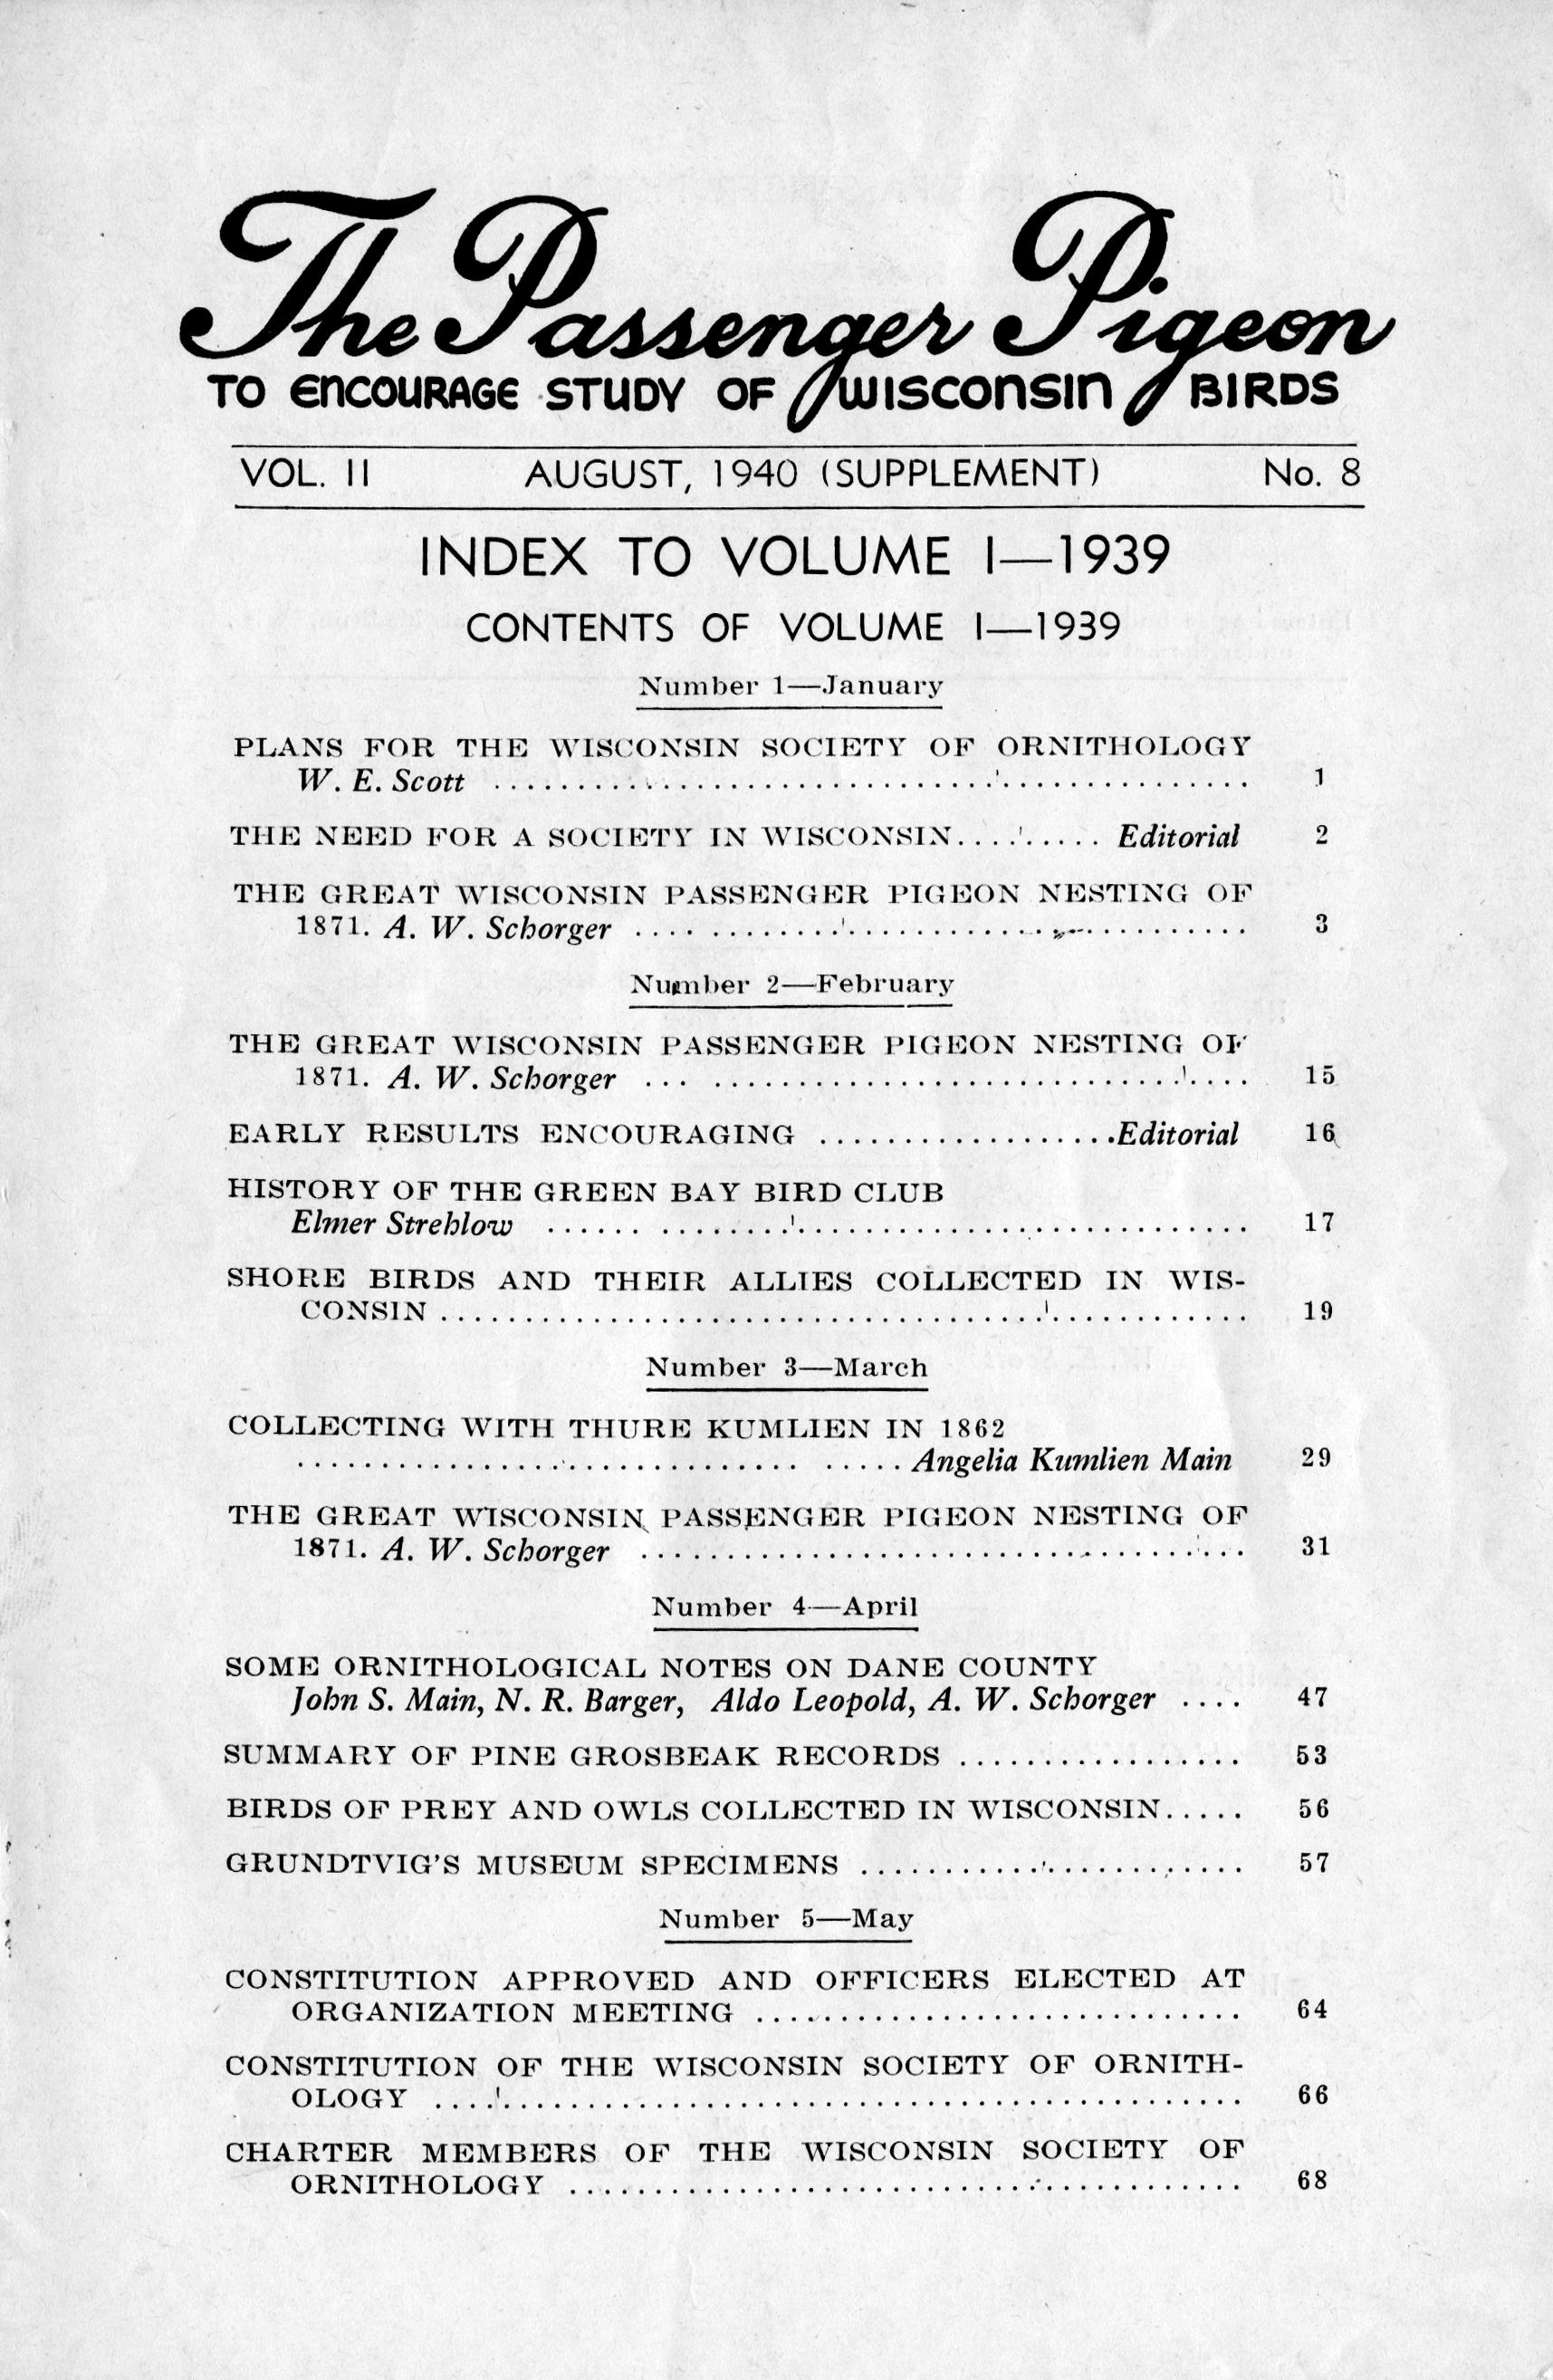 The Passenger Pigeon
TO ENCOURAGE STUDY OF WISCONSIN BIRDS
VOL. II AUGUST, 1940 (SUPPLEMENT) No. 8
INDEX TO VOLUME I—1939
CONTENTS OF VOLUME I—1939
Number 1—January
PLANS FOR THE WISCONSIN SOCIETY OF ORNITHOLOGY
W. E. Scott .......... 1
THE NEED FOR A SOCIETY IN WISCONSIN.......... Editorial 2
THE GREAT WISCONSIN PASSENGER PIGEON NESTING OF
1871. A. W. Schorger .......... 3
Number 2—February
THE GREAT WISCONSIN PASSENGER PIGEON NESTING OF
1871. A. W. Schorger .......... 15
EARLY RESULTS ENCOURAGING ..........Editorial 16
HISTORY OF THE GREEN BAY BIRD CLUB
Elmer Strehlow .......... 17
SHORE BIRDS AND THEIR ALLIES COLLECTED IN WIS-
CONSIN.......... 19
Number 3—March
COLLECTING WITH THURE KUMLIEN IN 1862
.......... Angelia Kumlien Main 29
THE GREAT WISCONSIN PASSENGER PIGEON NESTING OF
1871. A. W. Schorger .......... 31
Number 4—April
SOME ORNITHOLOGICAL NOTES ON DANE COUNTY
John S. Main, N. R. Barger, Aldo Leopold, A. W. Schorger .... 47
SUMMARY OF PINE GROSBEAK RECORDS .......... 53
BIRDS OF PREY AND OWLS COLLECTED IN WISCONSIN..... 56
GRUNDTVIG'S MUSEUM SPECIMENS .......... 57
Number 5—May
CONSTITUTION APPROVED AND OFFICERS ELECTED AT
ORGANIZATION MEETING .......... 64
CONSTITUTION OF THE WISCONSIN SOCIETY OF ORNITH-
OLOGY .......... 66
CHARTER MEMBERS OF THE WISCONSIN SOCIETY OF
ORNITHOLOGY .......... 68